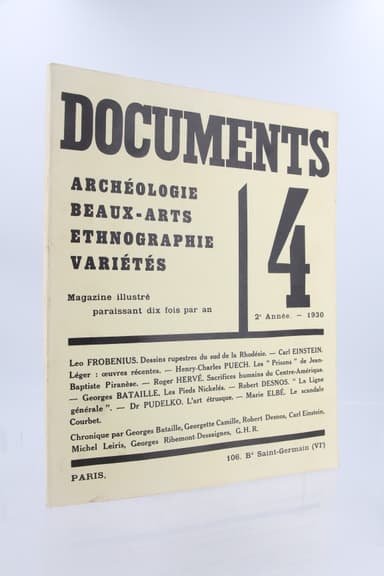 DOCUMENTS
ARCHÉOLOGIE
BEAUX-ARTS
ETHNOGRAPHIE
VARIÉTÉS
4
Magazine illustré
paraissant dix fois par an
2e Année. — 1930
Leo FROBENIUS. Dessins rupestres du sud de la Rhodésie. — Carl EINSTEIN.
Léger : œuvres récentes. — Henri-Charles PUECH. Les " Prisons " de Jean-
Baptiste Piranèse. — Roger HERVÉ. Sacrifices humains du Centre-Amérique.
— Georges BATAILLE. Les Pieds Nickelés. — Robert DESNOS. " La Ligne
générale ". — Dr PUDELKO. L'art étrusque. — Marie ELBÉ. Le scandale
Courbet.
Chronique par Georges Bataille, Georgette Camille, Robert Desnos, Carl Einstein,
Michel Leiris, Georges Ribemont-Dessaignes, G. H. R.
PARIS.
106. Bd Saint-Germain (VIe)